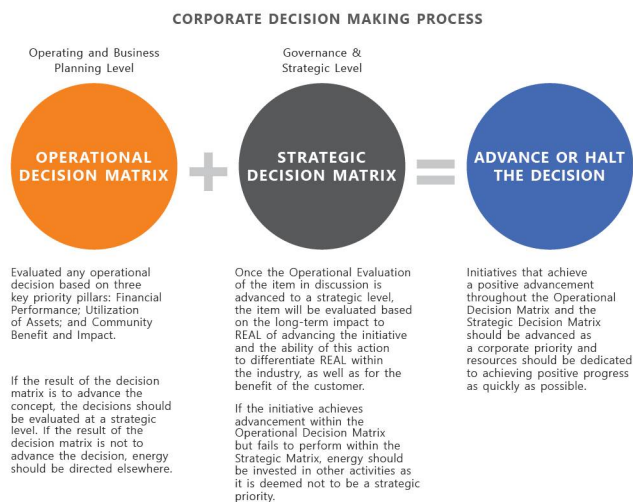 CORPORATE DECISION MAKING PROCESS
Operating and Business
Planning Level
Governance &
Strategic Level
OPERATIONAL
DECISION MATRIX
+
STRATEGIC
DECISION MATRIX
=
ADVANCE OR HALT
THE DECISION
Evaluated any operational
decision based on three
key priority pillars: Financial
Performance; Utilization
of Assets; and Community
Benefit and Impact.
If the result of the decision
matrix is to advance the
concept, the decisions should
be evaluated at a strategic
level. If the result of the
decision matrix is not to
advance the decision, energy
should be directed elsewhere.
Once the Operational Evaluation
of the item in discussion is
advanced to a strategic level,
the item will be evaluated based
on the long-term impact to
REAL of advancing the initiative
and the ability of this action
to differentiate REAL within
the industry, as well as for the
benefit of the customer.
If the initiative achieves
advancement within the
Operational Decision Matrix
but fails to perform within the
Strategic Matrix, energy should
be invested in other activities as
it is deemed not to be a strategic
priority.
Initiatives that achieve
a positive advancement
throughout the Operational
Decision Matrix and the
Strategic Decision Matrix
should be advanced as
a corporate priority and
resources should be dedicated
to achieving positive progress
as quickly as possible.